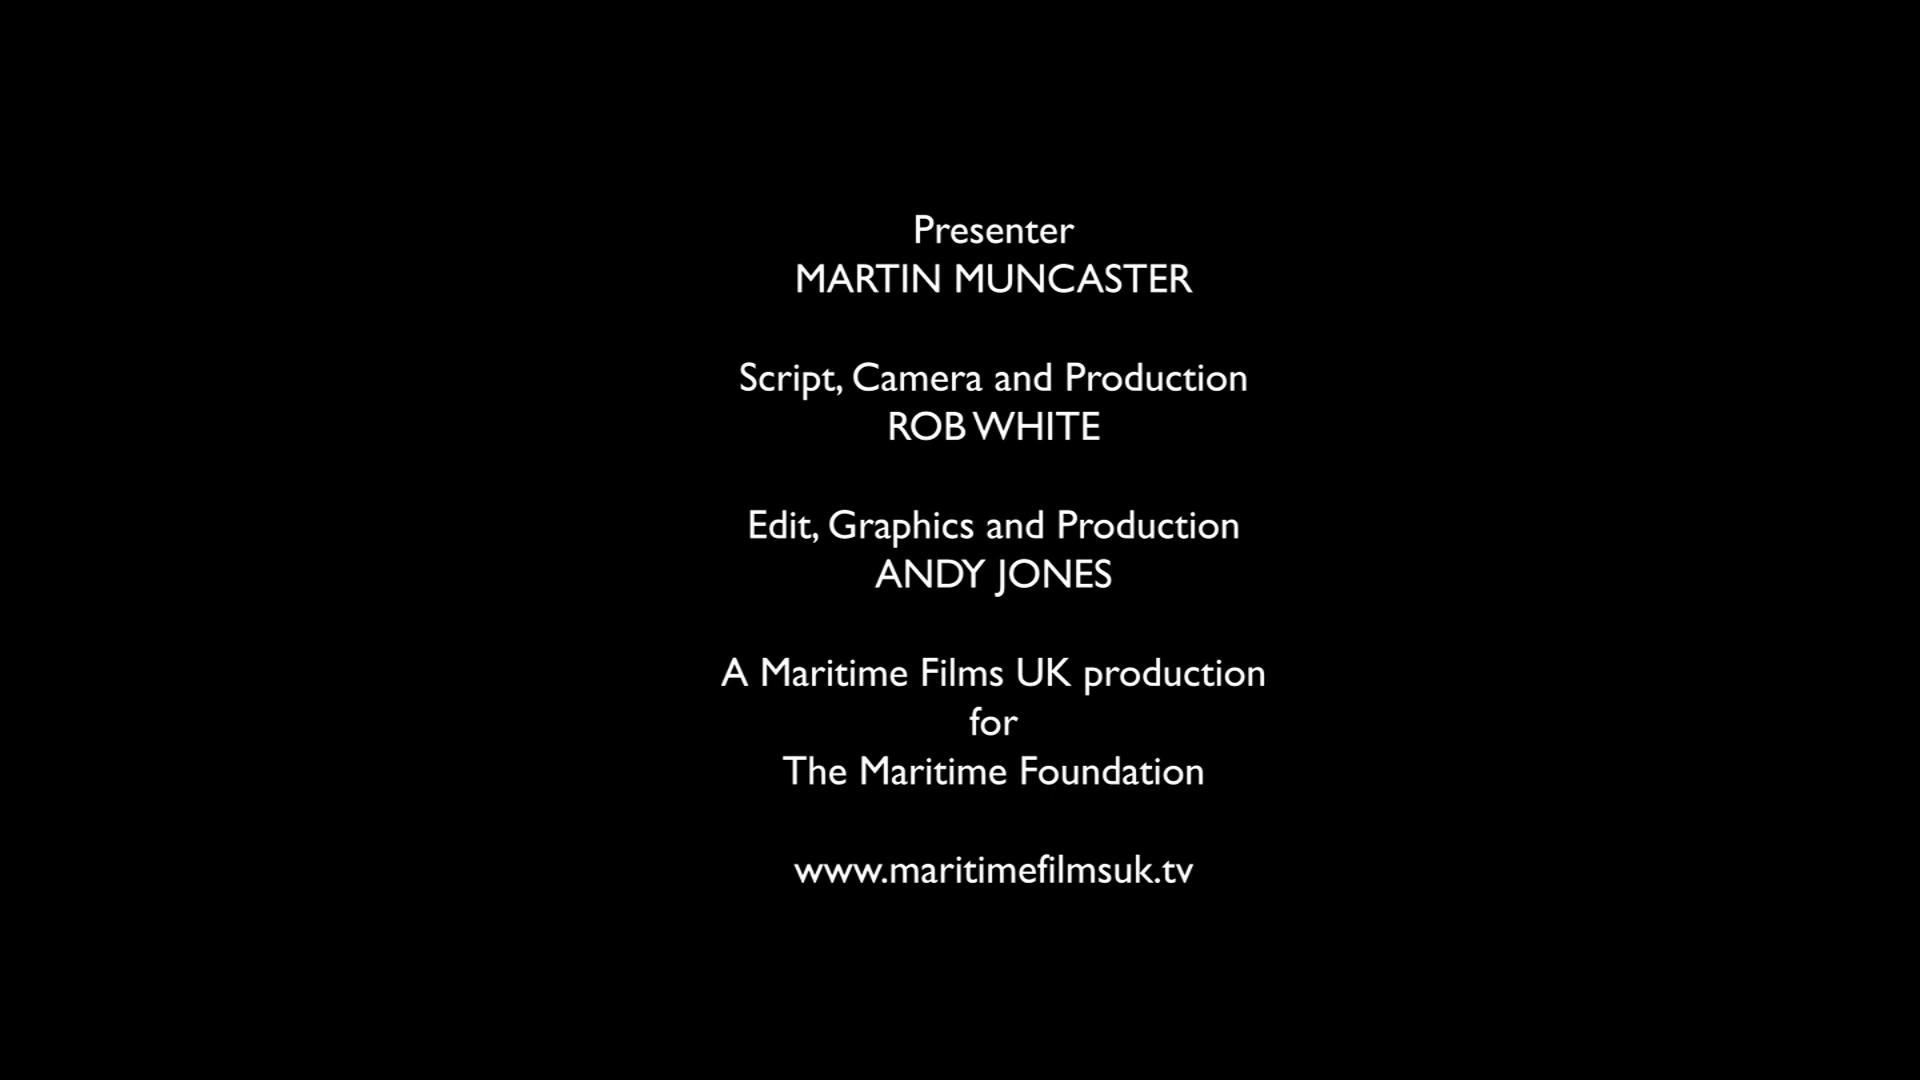 Presenter
MARTIN MUNCASTER
Script, Camera and Production
ROB WHITE
Edit, Graphics and Production
ANDY JONES
A Maritime Films UK production
for
The Maritime Foundation
www.maritimefilmsuk.tv